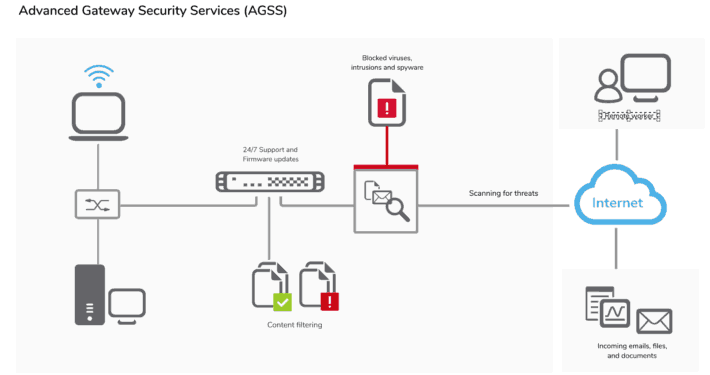 Advanced Gateway Security Services (AGSS)
Blocked viruses,
intrusions and spyware
Remote worker
24/7 Support and
Firmware updates
Scanning for threats
Internet
Content filtering
Incoming emails, files,
and documents